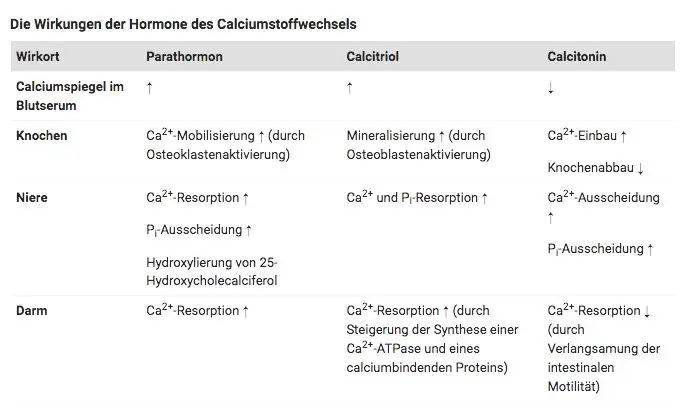 Die Wirkungen der Hormone des Calciumstoffwechsels
Wirkort Parathormon Calcitriol Calcitonin
Calciumspiegel im ↑ ↑ ↓
Blutserum
Knochen Ca²⁺-Mobilisierung ↑ (durch Mineralisierung ↑ (durch Ca²⁺-Einbau ↑
Osteoklastenaktivierung) Osteoblastenaktivierung)
Knochenabbau ↓
Niere Ca²⁺-Resorption ↑ Ca²⁺ und Pᵢ-Resorption ↑ Ca²⁺-Ausscheidung
↑
Pᵢ-Ausscheidung ↑ Pᵢ-Ausscheidung ↑
Hydroxylierung von 25-
Hydroxycholecalciferol
Darm Ca²⁺-Resorption ↑ Ca²⁺-Resorption ↑ (durch Ca²⁺-Resorption ↓
Steigerung der Synthese einer (durch
Ca²⁺-ATPase und eines Verlangsamung der
calciumbindenden Proteins) intestinalen
Motilität)